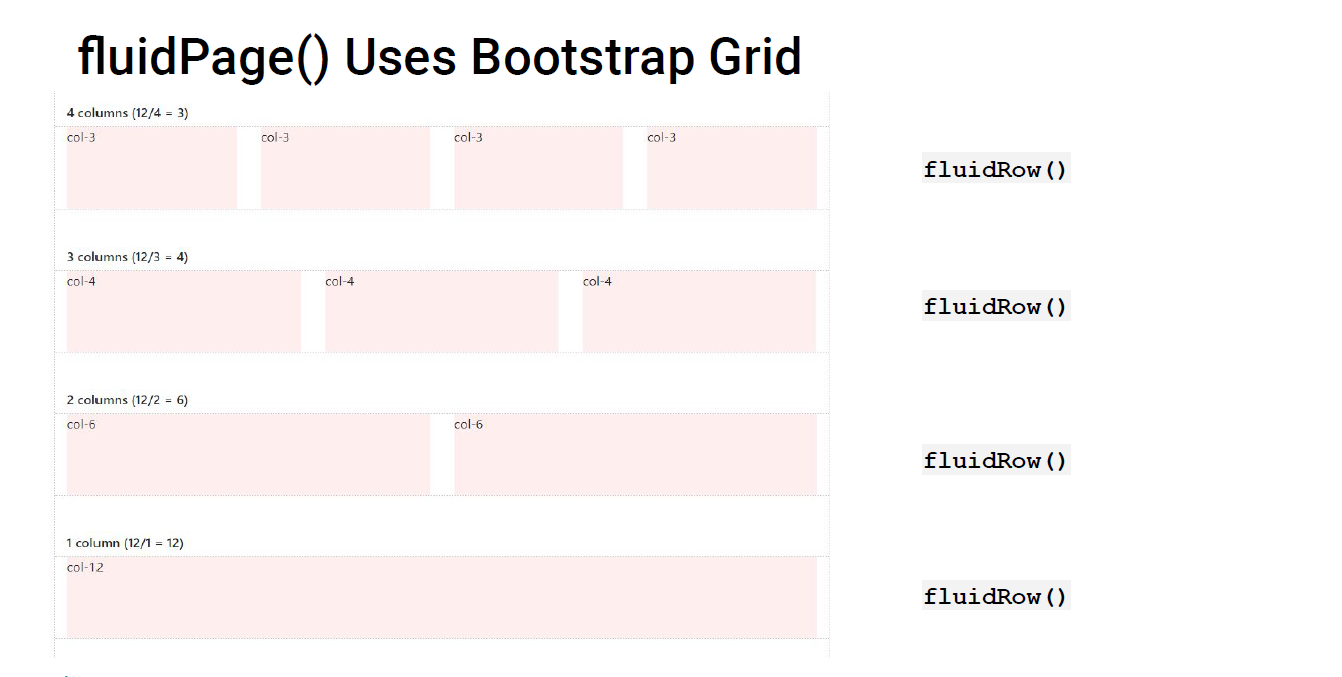 fluidPage() Uses Bootstrap Grid
4 columns (12/4 = 3)
col-3 col-3 col-3 col-3
fluidRow()
3 columns (12/3 = 4)
col-4 col-4 col-4
fluidRow()
2 columns (12/2 = 6)
col-6 col-6
fluidRow()
1 column (12/1 = 12)
col-12
fluidRow()